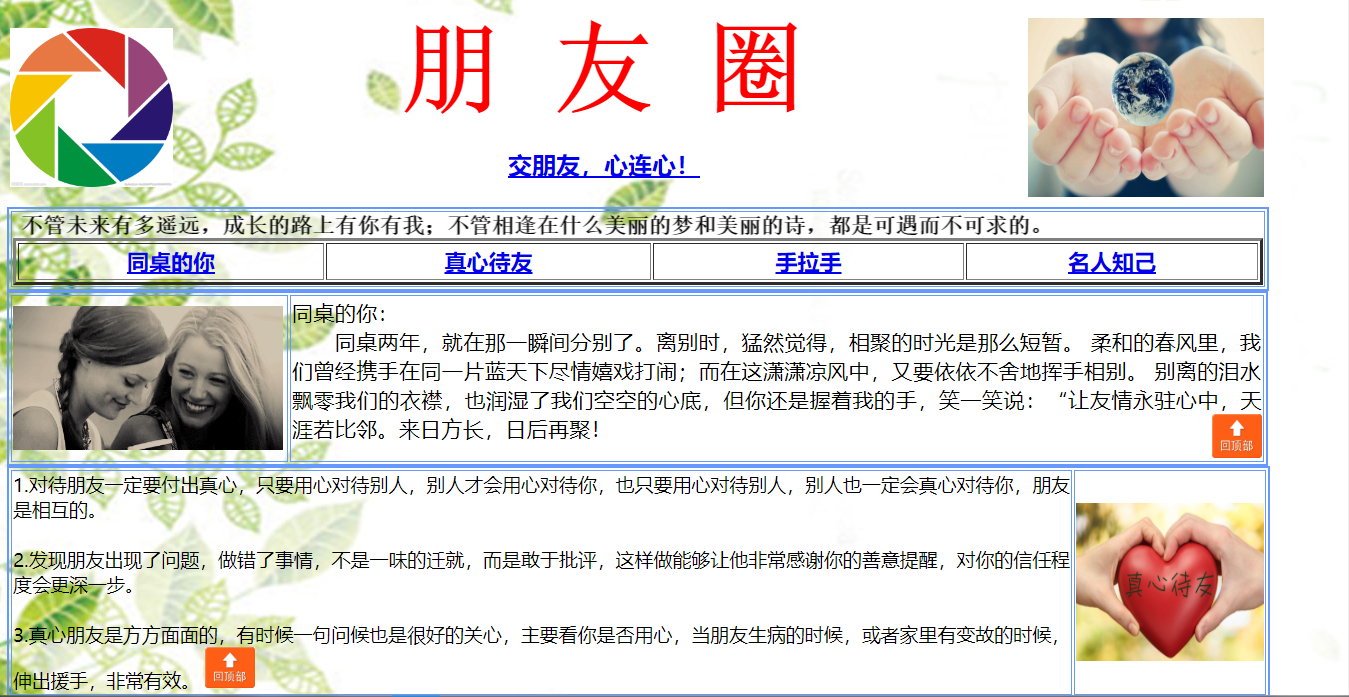 朋 友 圈
交朋友，心连心！
不管未来有多遥远，成长的路上有你有我；不管相逢在什么美丽的梦和美丽的诗，都是可遇而不可求的。
同桌的你 真心待友 手拉手 名人知己
同桌的你：
同桌两年，就在那一瞬间分别了。离别时，猛然觉得，相聚的时光是那么短暂。 柔和的春风里，我
们曾经携手在同一片蓝天下尽情嬉戏打闹；而在这潇潇凉风中，又要依依不舍地挥手相别。 别离的泪水
飘零我们的衣襟，也润湿了我们空空的心底，但你还是握着我的手，笑一笑说：“让友情永驻心中，天
涯若比邻。来日方长，日后再聚！
回顶部
1.对待朋友一定要付出真心，只要用心对待别人，别人才会用心对待你，也只要用心对待别人，别人也一定会真心对待你，朋友
是相互的。
2.发现朋友出现了问题，做错了事情，不是一味的迁就，而是敢于批评，这样做能够让他非常感谢你的善意提醒，对你的信任程
度会更深一步。
3.真心朋友是方方面面的，有时候一句问候也是很好的关心，主要看你是否用心，当朋友生病的时候，或者家里有变故的时候，
伸出援手，非常有效。
回顶部
真心待友